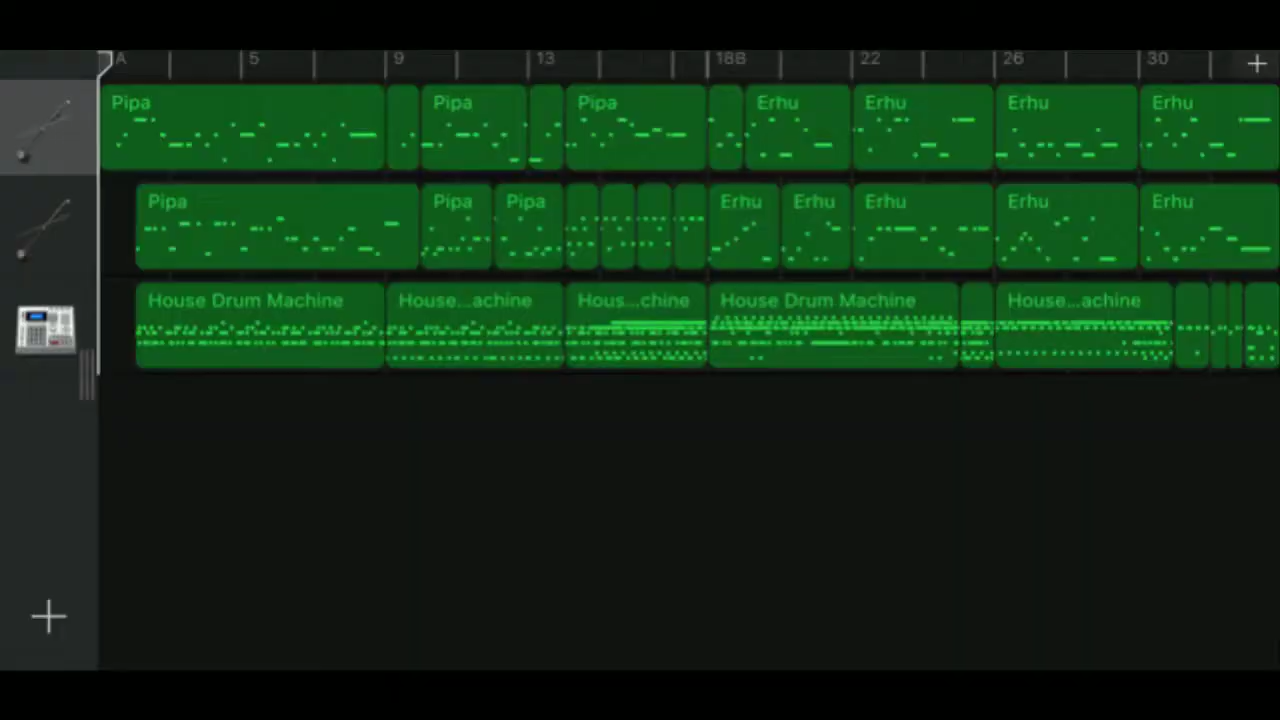 A 5 9 13 18B 22 26 30
Pipa Pipa Pipa Erhu Erhu Erhu Erhu
Pipa Pipa Pipa Erhu Erhu Erhu Erhu Erhu
House Drum Machine House...achine Hous...chine House Drum Machine House...achine